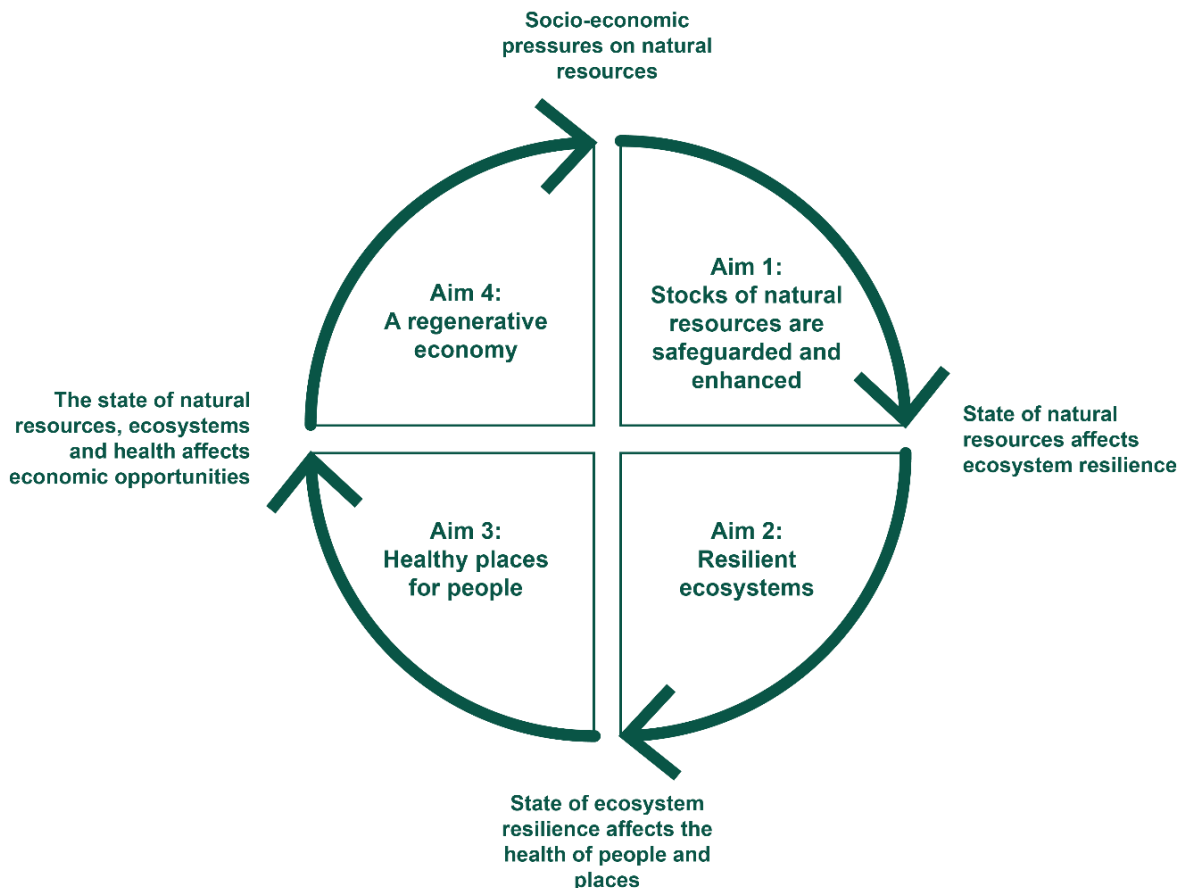 Socio-economic
pressures on natural
resources
Aim 4:
A regenerative
economy
Aim 1:
Stocks of natural
resources are
safeguarded and
enhanced
The state of natural
resources, ecosystems
and health affects
economic opportunities
State of natural
resources affects
ecosystem resilience
Aim 3:
Healthy places
for people
Aim 2:
Resilient
ecosystems
State of ecosystem
resilience affects the
health of people and
places